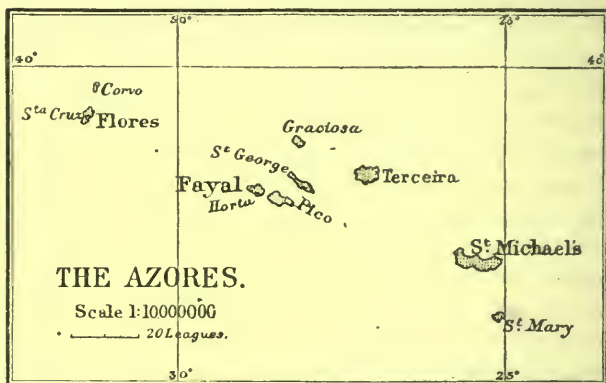 30° 25°
40° 40°
Corvo
Sta Cruz Flores
Graciosa
St George
Terceira
Fayal
Horta Pico
St. Michael's
THE AZORES.
Scale 1:10000000
20 Leagues.
St. Mary
30° 25°